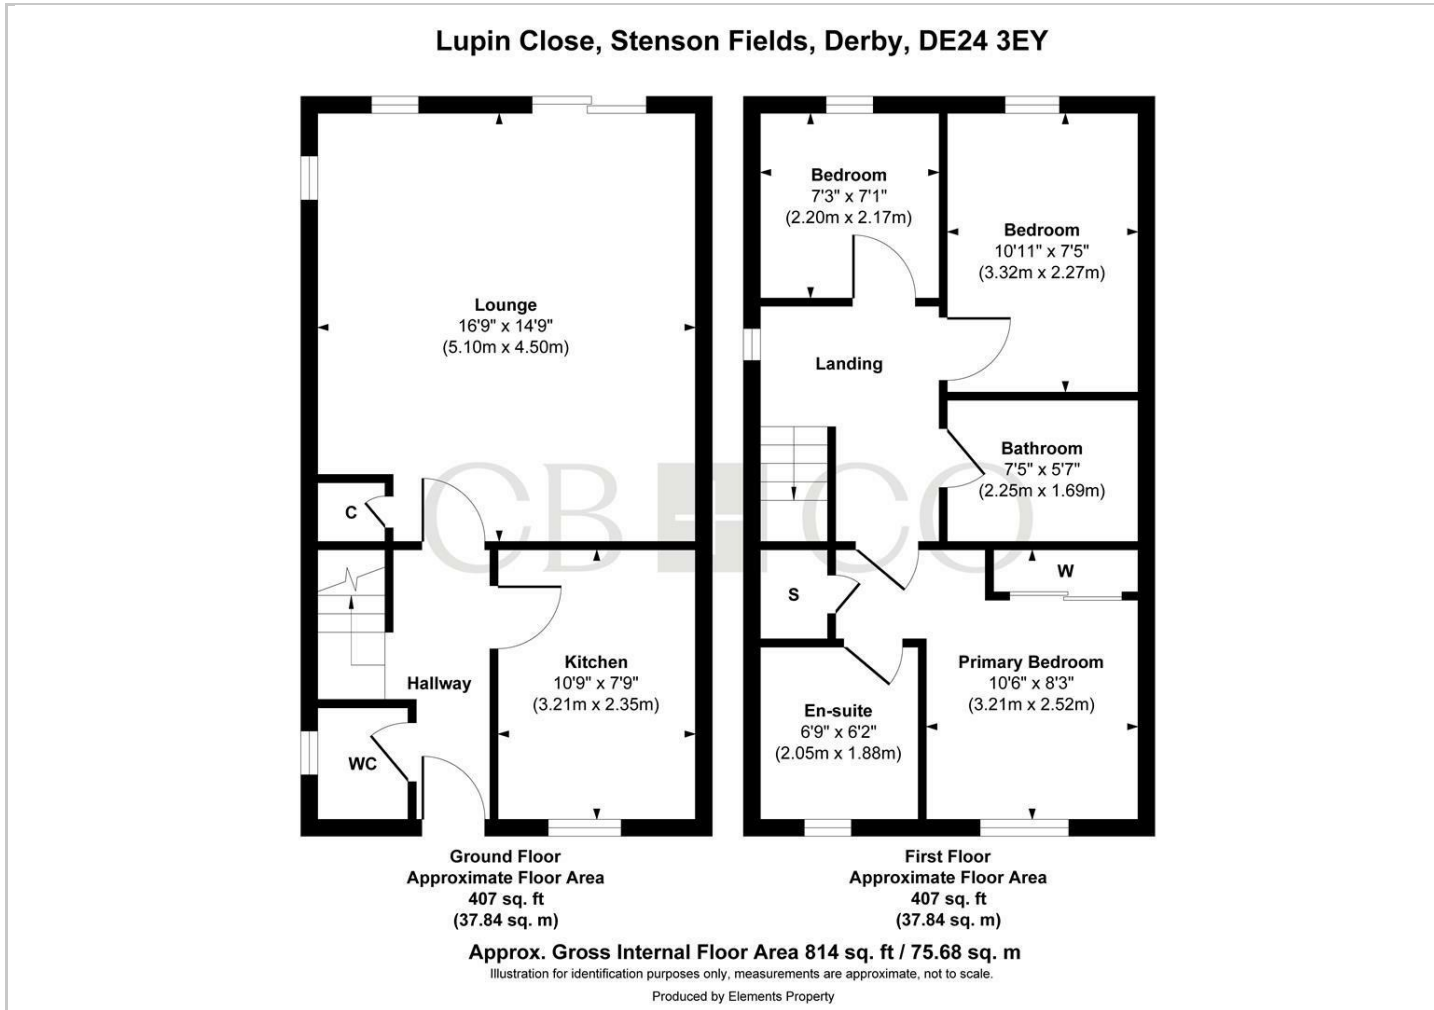 Lupin Close, Stenson Fields, Derby, DE24 3EY
Lounge
16'9" x 14'9"
(5.10m x 4.50m)
C
Hallway
WC
Kitchen
10'9" x 7'9"
(3.21m x 2.35m)
Ground Floor
Approximate Floor Area
407 sq. ft
(37.84 sq. m)
Bedroom
7'3" x 7'1"
(2.20m x 2.17m)
Bedroom
10'11" x 7'5"
(3.32m x 2.27m)
Landing
Bathroom
7'5" x 5'7"
(2.25m x 1.69m)
S
W
Primary Bedroom
10'6" x 8'3"
(3.21m x 2.52m)
En-suite
6'9" x 6'2"
(2.05m x 1.88m)
First Floor
Approximate Floor Area
407 sq. ft
(37.84 sq. m)
CB+CO
Approx. Gross Internal Floor Area 814 sq. ft / 75.68 sq. m
Illustration for identification purposes only, measurements are approximate, not to scale.
Produced by Elements Property